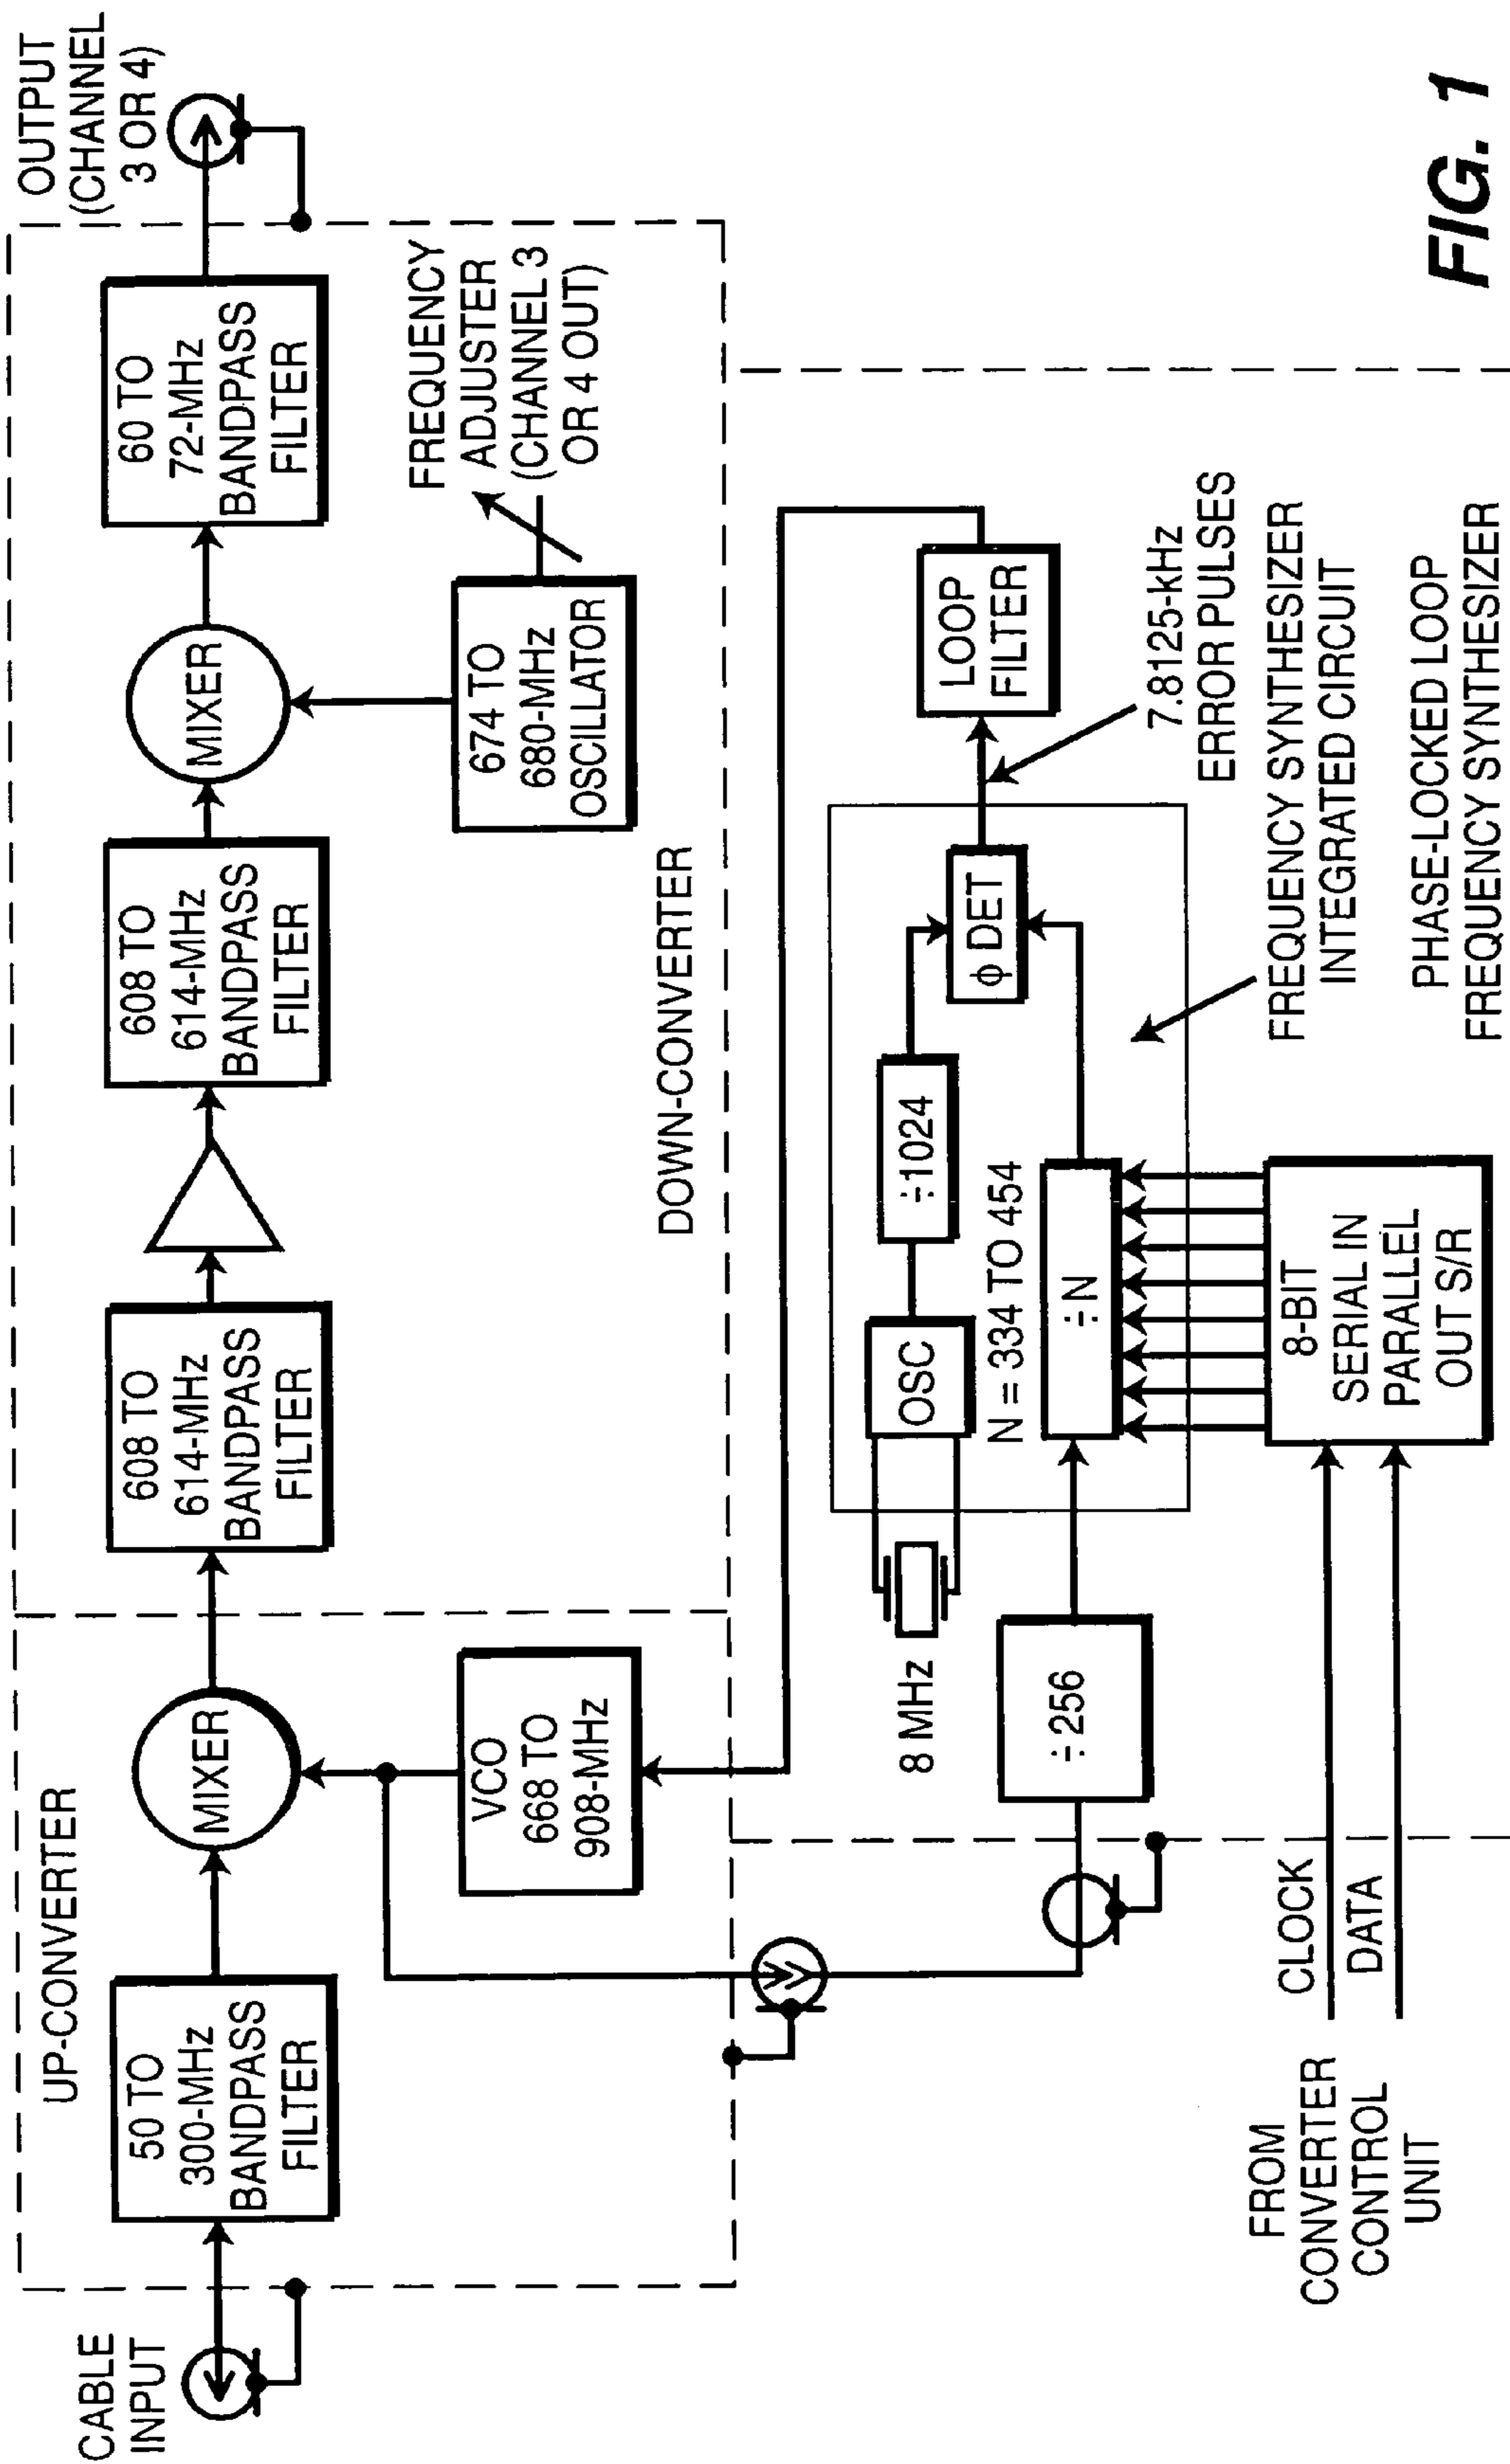 UP-CONVERTER
CABLE
INPUT
50 TO
300-MHz
BANDPASS
FILTER
MIXER
VCO
668 TO
908-MHz
608 TO
614-MHz
BANDPASS
FILTER
608 TO
614-MHz
BANDPASS
FILTER
MIXER
674 TO
680-MHz
OSCILLATOR
FREQUENCY
ADJUSTER
(CHANNEL 3
OR 4 OUT)
60 TO
72-MHz
BANDPASS
FILTER
OUTPUT
(CHANNEL
3 OR 4)
DOWN-CONVERTER
8 MHz
OSC
÷1024
ϕ DET
LOOP
FILTER
÷256
N = 334 TO 454
÷N
7.8125-kHz
ERROR PULSES
FREQUENCY SYNTHESIZER
INTEGRATED CIRCUIT
CLOCK
DATA
FROM
CONVERTER
CONTROL
UNIT
8-BIT
SERIAL IN
PARALLEL
OUT S/R
PHASE-LOCKED LOOP
FREQUENCY SYNTHESIZER
FIG. 1